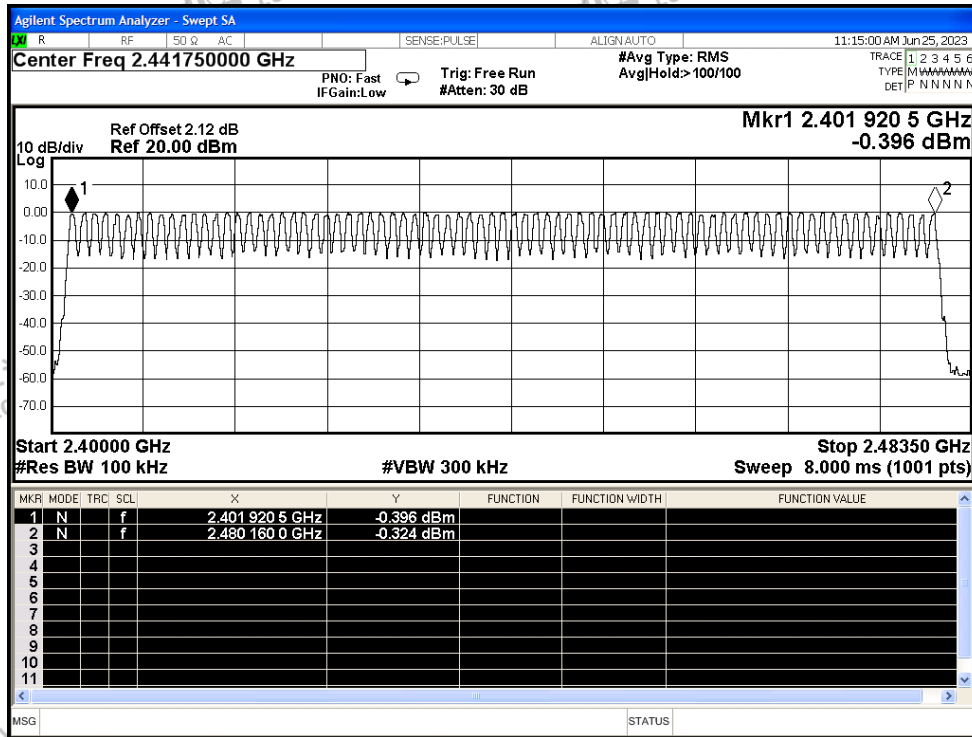 Agilent Spectrum Analyzer - Swept SA
LXI R RF 50 Ω AC SENSE:PULSE ALIGN AUTO 11:15:00 AM Jun 25, 2023
Center Freq 2.441750000 GHz
PNO: Fast
IFGain:Low
Trig: Free Run
#Atten: 30 dB
#Avg Type: RMS
Avg|Hold:>100/100
TRACE 1 2 3 4 5 6
TYPE M
DET P N N N N N
Ref Offset 2.12 dB
Ref 20.00 dBm
Mkr1 2.401 920 5 GHz
-0.396 dBm
10 dB/div
Log
1
2
10.0
0.00
-10.0
-20.0
-30.0
-40.0
-50.0
-60.0
-70.0
Start 2.40000 GHz Stop 2.48350 GHz
#Res BW 100 kHz #VBW 300 kHz Sweep 8.000 ms (1001 pts)
MKR MODE TRC SCL X Y FUNCTION FUNCTION WIDTH FUNCTION VALUE
1 N f 2.401 920 5 GHz -0.396 dBm
2 N f 2.480 160 0 GHz -0.324 dBm
3
4
5
6
7
8
9
10
11
MSG STATUS